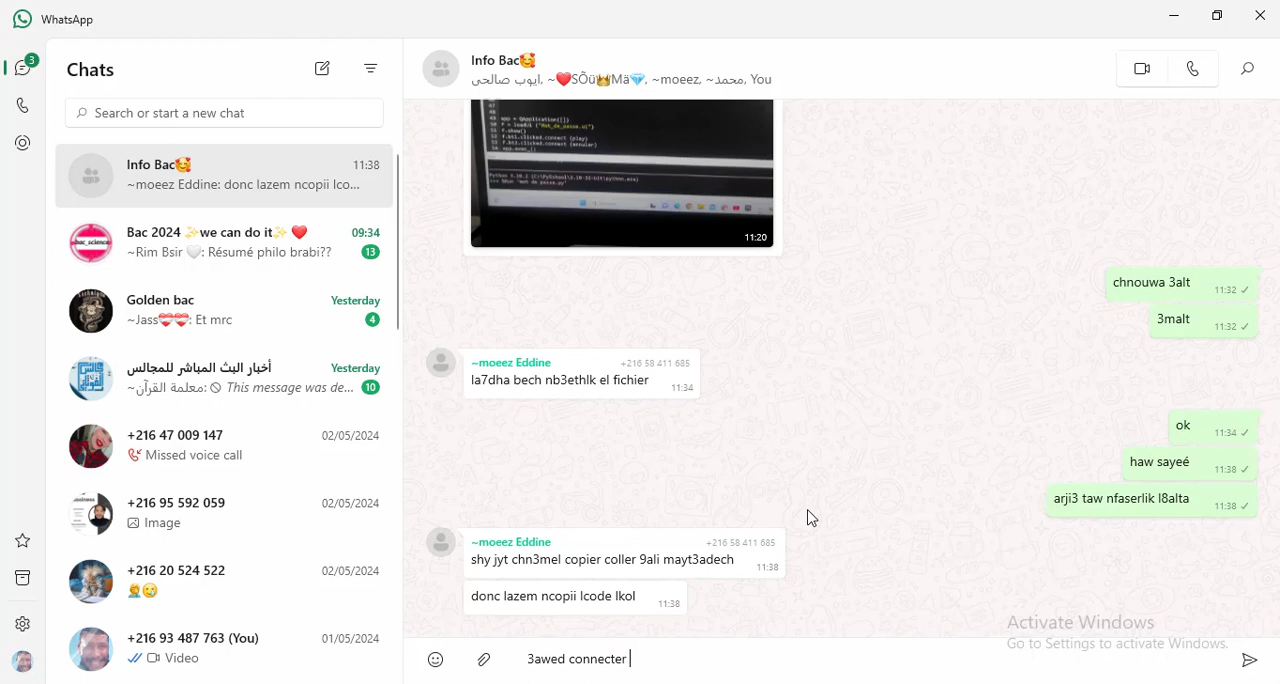 WhatsApp
3
Chats
Search or start a new chat
Info Bac🥰 11:38
~moeez Eddine: donc lazem ncopii lco...
Bac 2024 ✨we can do it✨ ❤️ 09:34
~Rim Bsir 🤍: Résumé philo brabi?? 13
Golden bac Yesterday
~Jass💝💝: Et mrc 4
أخبار البث المباشر للمجالس Yesterday
~معلمة القرآن: This message was de... 10
+216 47 009 147 02/05/2024
Missed voice call
+216 95 592 059 02/05/2024
Image
+216 20 524 522 02/05/2024
🤦🥲
+216 93 487 763 (You) 01/05/2024
Video
Info Bac🥰
ايوب صالحي, ~❤️SÕü👑Mä💎, ~moeez, ~محمد, You
app = QApplication([])
f.show()
11:20
chnouwa 3alt 11:32
3malt 11:32
~moeez Eddine +216 58 411 685
la7dha bech nb3ethlk el fichier 11:34
ok 11:34
haw sayeé 11:38
arji3 taw nfaserlik l8alta 11:38
~moeez Eddine +216 58 411 685
shy jyt chn3mel copier coller 9ali mayt3adech 11:38
donc lazem ncopii lcode lkol 11:38
Activate Windows
Go to Settings to activate Windows.
3awed connecter